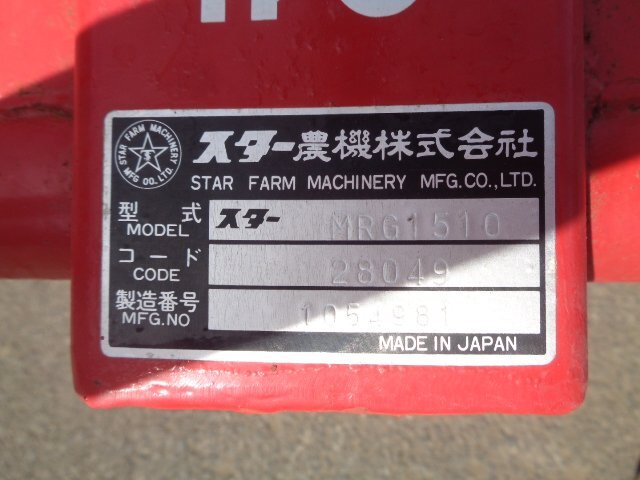 STAR FARM MACHINERY MFG CO., LTD.
スター農機株式会社
STAR FARM MACHINERY MFG.CO.,LTD.
型式 スター MRG1510
MODEL
コード 28049
CODE
製造番号
MFG.NO
MADE IN JAPAN